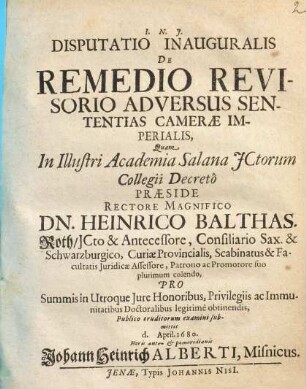 I. N. J.
DISPUTATIO INAUGURALIS
DE
REMEDIO REVI-
SORIO ADVERSUS SEN-
TENTIAS CAMERÆ IM-
PERIALIS,
Quam
In Illustri Academia Salana JCtorum
Collegii Decretô
PRÆSIDE
RECTORE MAGNIFICO
DN. HEINRICO BALTHAS.
Roth/JCto & Antecessore, Consiliario Sax. &
Schwarzburgico, Curiæ Provincialis, Scabinatus & Fa-
cultatis Juridicæ Assessore, Patrono ac Promotore suo
plurimum colendo,
PRO
Summis in Utroque Jure Honoribus, Privilegiis ac Immu-
nitatibus Doctoralibus legitimè obtinendis,
Publico eruditorum examini sub-
mittit
d. April. 1680.
Horis ante & pomeridianis
Johann Heinrich ALBERTI, Misnicus.
JENÆ, Typis JOHANNIS NISI.